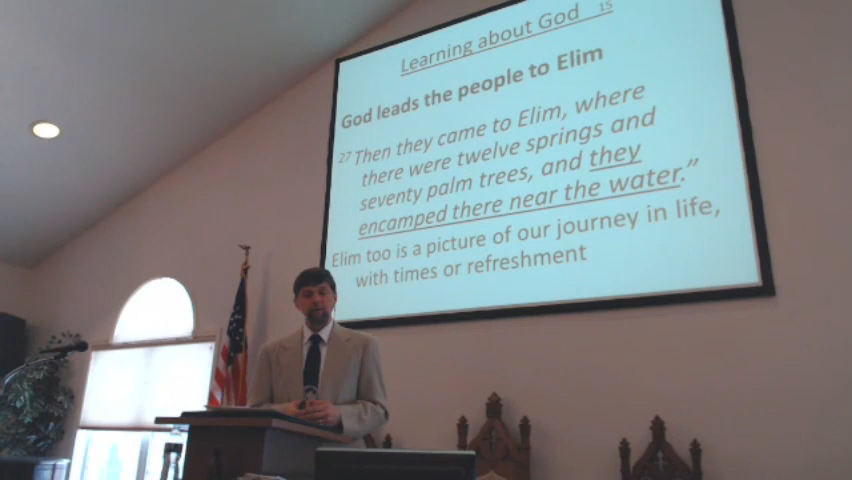 Learning about God 15
God leads the people to Elim
27 Then they came to Elim, where
there were twelve springs and
seventy palm trees, and they
encamped there near the water.”
Elim too is a picture of our journey in life,
with times or refreshment